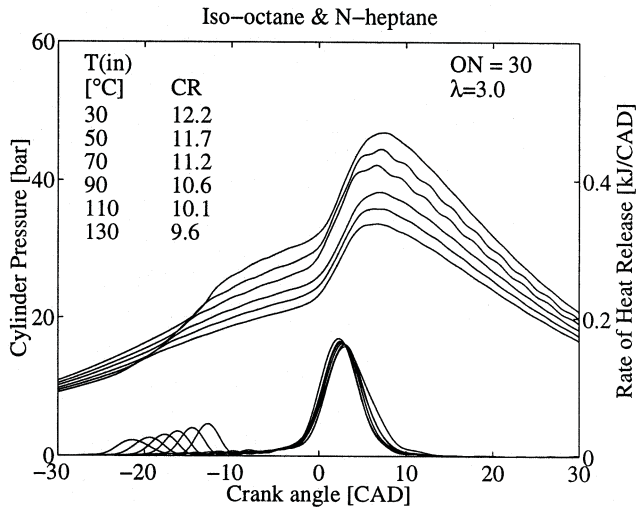 Iso−octane & N−heptane
60
40
20
0
Cylinder Pressure [bar]
T(in)
[°C] CR
30 12.2
50 11.7
70 11.2
90 10.6
110 10.1
130 9.6
ON = 30
λ=3.0
0.4
0.2
0
Rate of Heat Release [kJ/CAD]
−30 −20 −10 0 10 20 30
Crank angle [CAD]